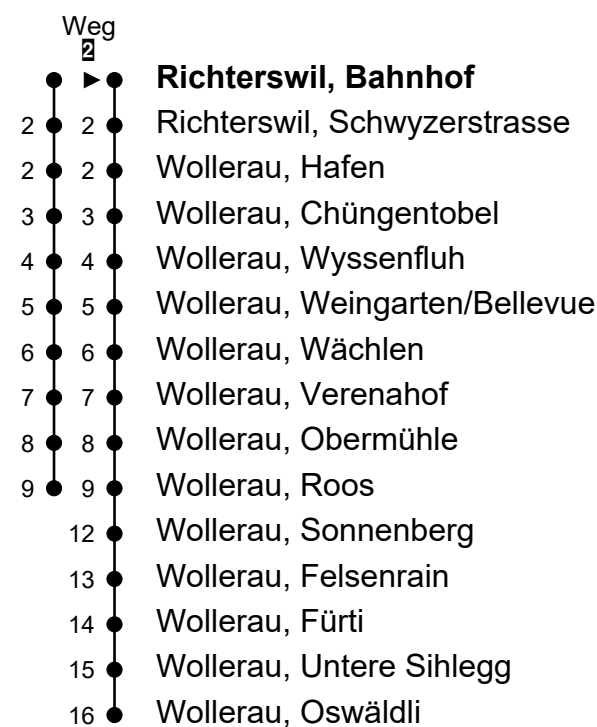 Weg
2
Richterswil, Bahnhof
2 2 Richterswil, Schwyzerstrasse
2 2 Wollerau, Hafen
3 3 Wollerau, Chüngentobel
4 4 Wollerau, Wyssenfluh
5 5 Wollerau, Weingarten/Bellevue
6 6 Wollerau, Wächlen
7 7 Wollerau, Verenahof
8 8 Wollerau, Obermühle
9 9 Wollerau, Roos
12 Wollerau, Sonnenberg
13 Wollerau, Felsenrain
14 Wollerau, Fürti
15 Wollerau, Untere Sihlegg
16 Wollerau, Oswäldli